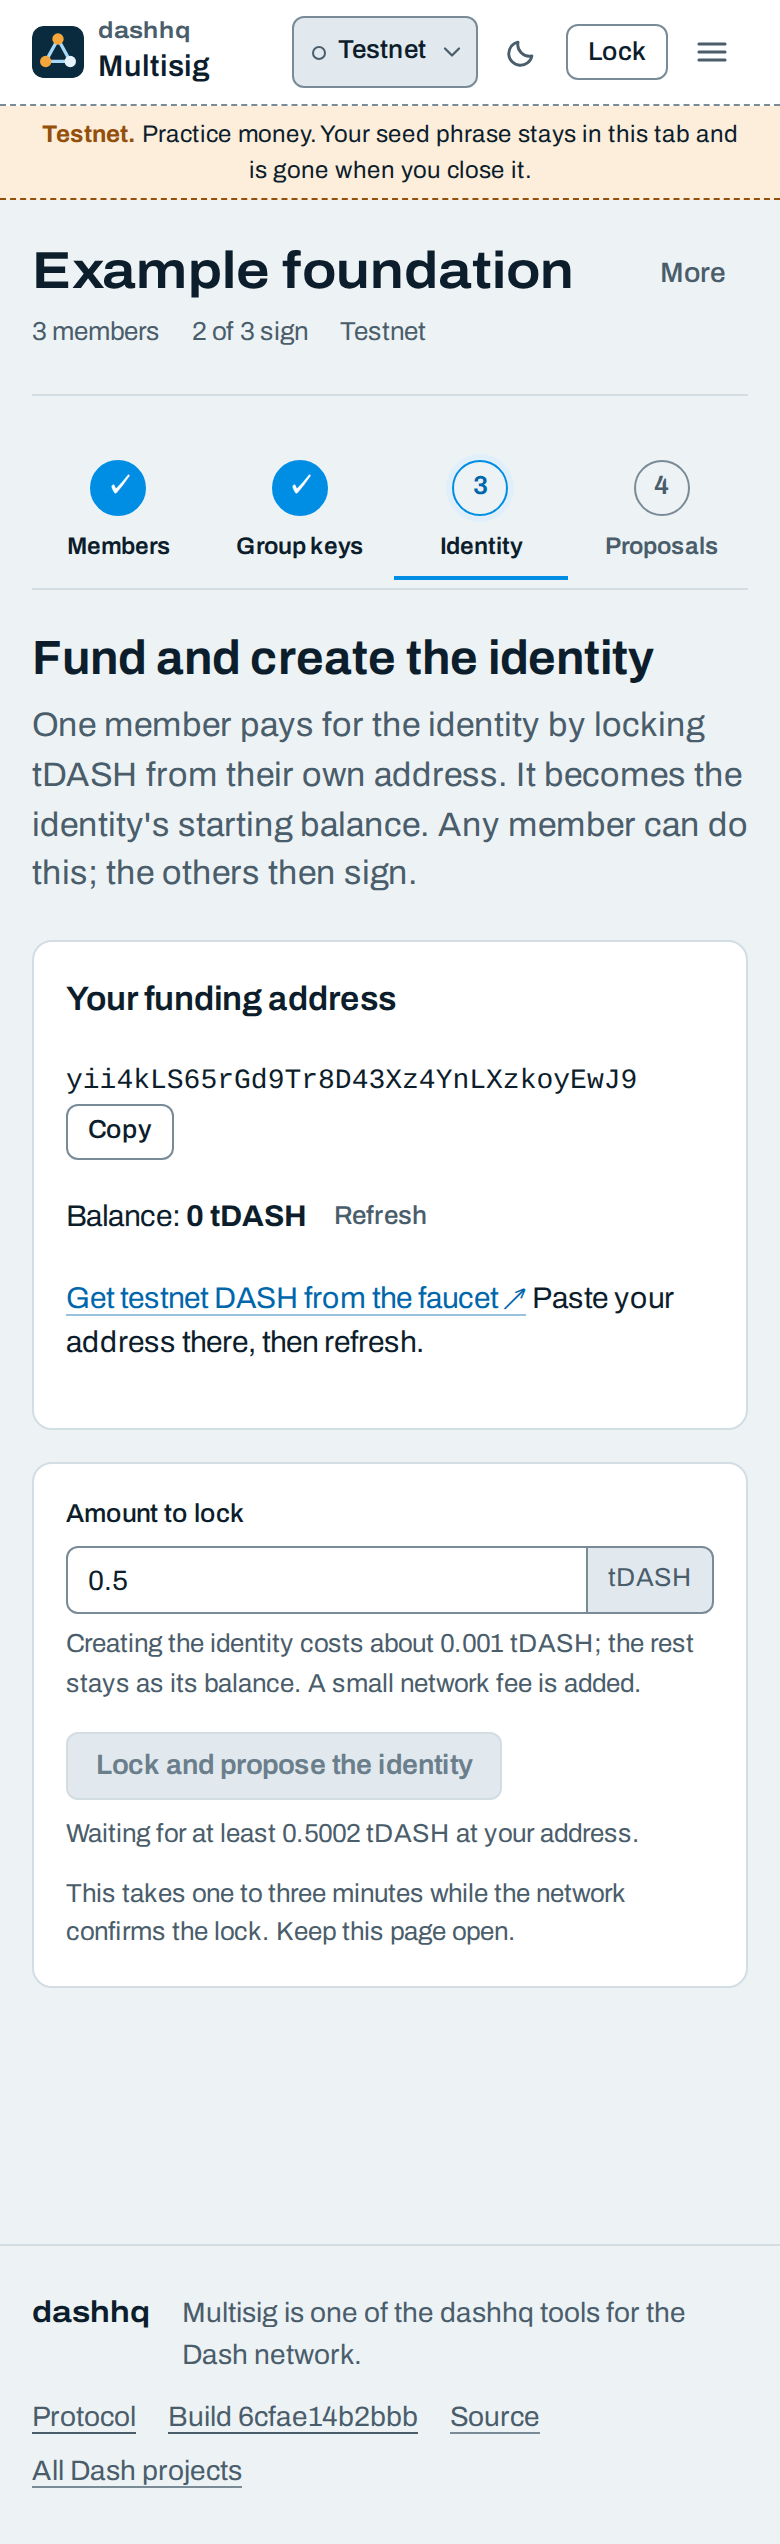 dashhq
Multisig
Testnet
Lock
Testnet. Practice money. Your seed phrase stays in this tab and
is gone when you close it.
Example foundation
More
3 members 2 of 3 sign Testnet
✓ ✓ 3 4
Members Group keys Identity Proposals
Fund and create the identity
One member pays for the identity by locking
tDASH from their own address. It becomes the
identity's starting balance. Any member can do
this; the others then sign.
Your funding address
yii4kLS65rGd9Tr8D43Xz4YnLXzkoyEwJ9
Copy
Balance: 0 tDASH Refresh
Get testnet DASH from the faucet ↗ Paste your
address there, then refresh.
Amount to lock
0.5 tDASH
Creating the identity costs about 0.001 tDASH; the rest
stays as its balance. A small network fee is added.
Lock and propose the identity
Waiting for at least 0.5002 tDASH at your address.
This takes one to three minutes while the network
confirms the lock. Keep this page open.
dashhq Multisig is one of the dashhq tools for the
Dash network.
Protocol Build 6cfae14b2bbb Source
All Dash projects